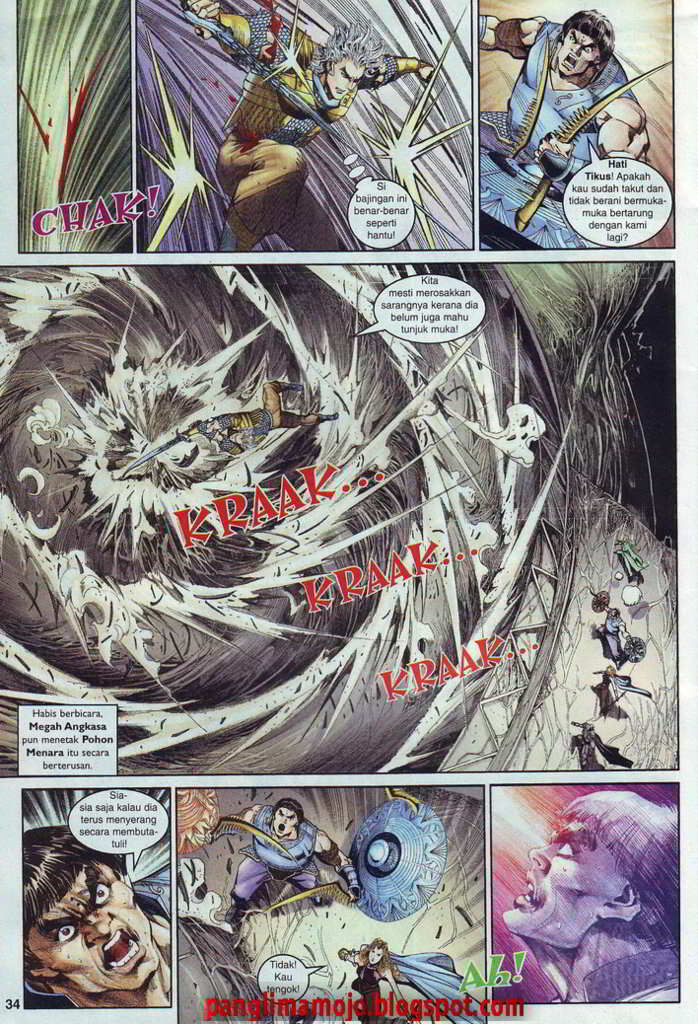 CHAK!
Si
bajingan ini
benar-benar
seperti
hantu!
Hati
Tikus! Apakah
kau sudah takut dan
tidak berani bermuka-
muka bertarung
dengan kami
lagi?
Kita
mesti merosakkan
sarangnya kerana dia
belum juga mahu
tunjuk muka!
KRAAK...
KRAAK...
KRAAK...
Habis berbicara,
Megah Angkasa
pun menetak Pohon
Menara itu secara
berterusan.
Sia-
sia saja kalau dia
terus menyerang
secara membuta-
tuli!
Tidak!
Kau
tengok!
Ah!
34
panglimamojo.blogspot.com